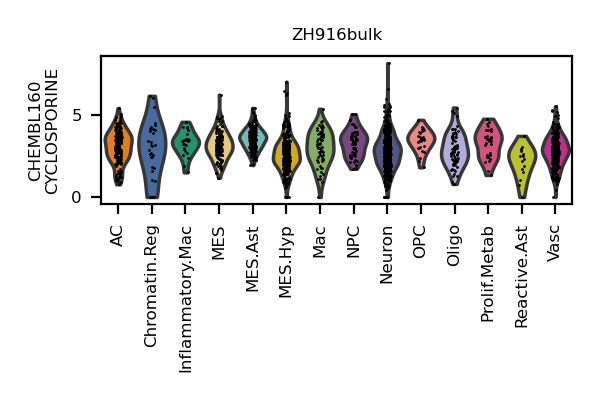 ZH916bulk
CHEMBL160
CYCLOSPORINE
5
0
AC
Chromatin.Reg
Inflammatory.Mac
MES
MES.Ast
MES.Hyp
Mac
NPC
Neuron
OPC
Oligo
Prolif.Metab
Reactive.Ast
Vasc